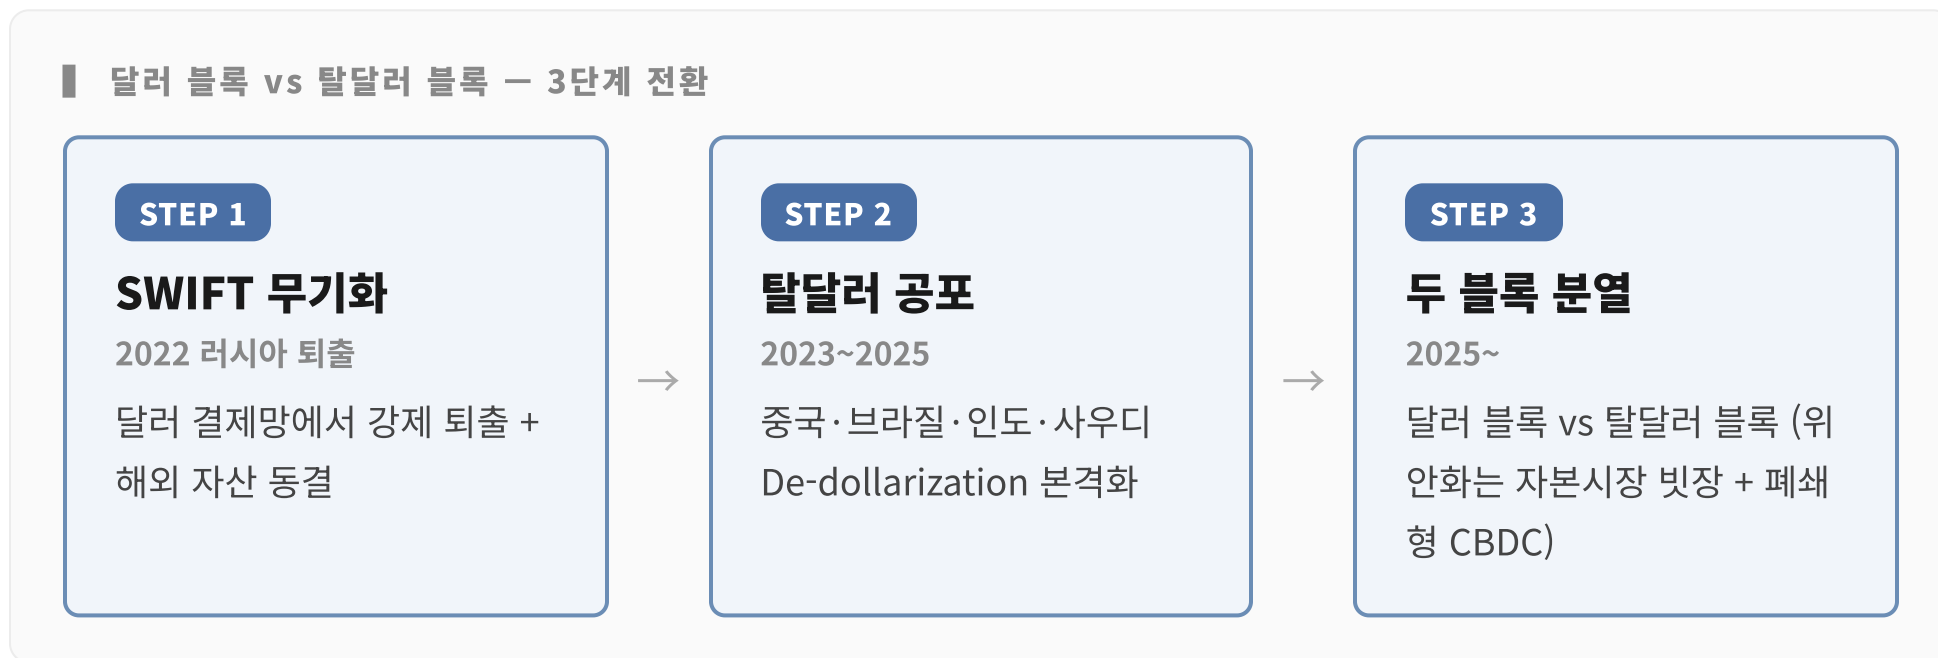 달러 블록 vs 탈달러 블록 — 3단계 전환
STEP 1
SWIFT 무기화
2022 러시아 퇴출
달러 결제망에서 강제 퇴출 +
해외 자산 동결
→
STEP 2
탈달러 공포
2023~2025
중국·브라질·인도·사우디
De-dollarization 본격화
→
STEP 3
두 블록 분열
2025~
달러 블록 vs 탈달러 블록 (위
안화는 자본시장 빗장 + 폐쇄
형 CBDC)